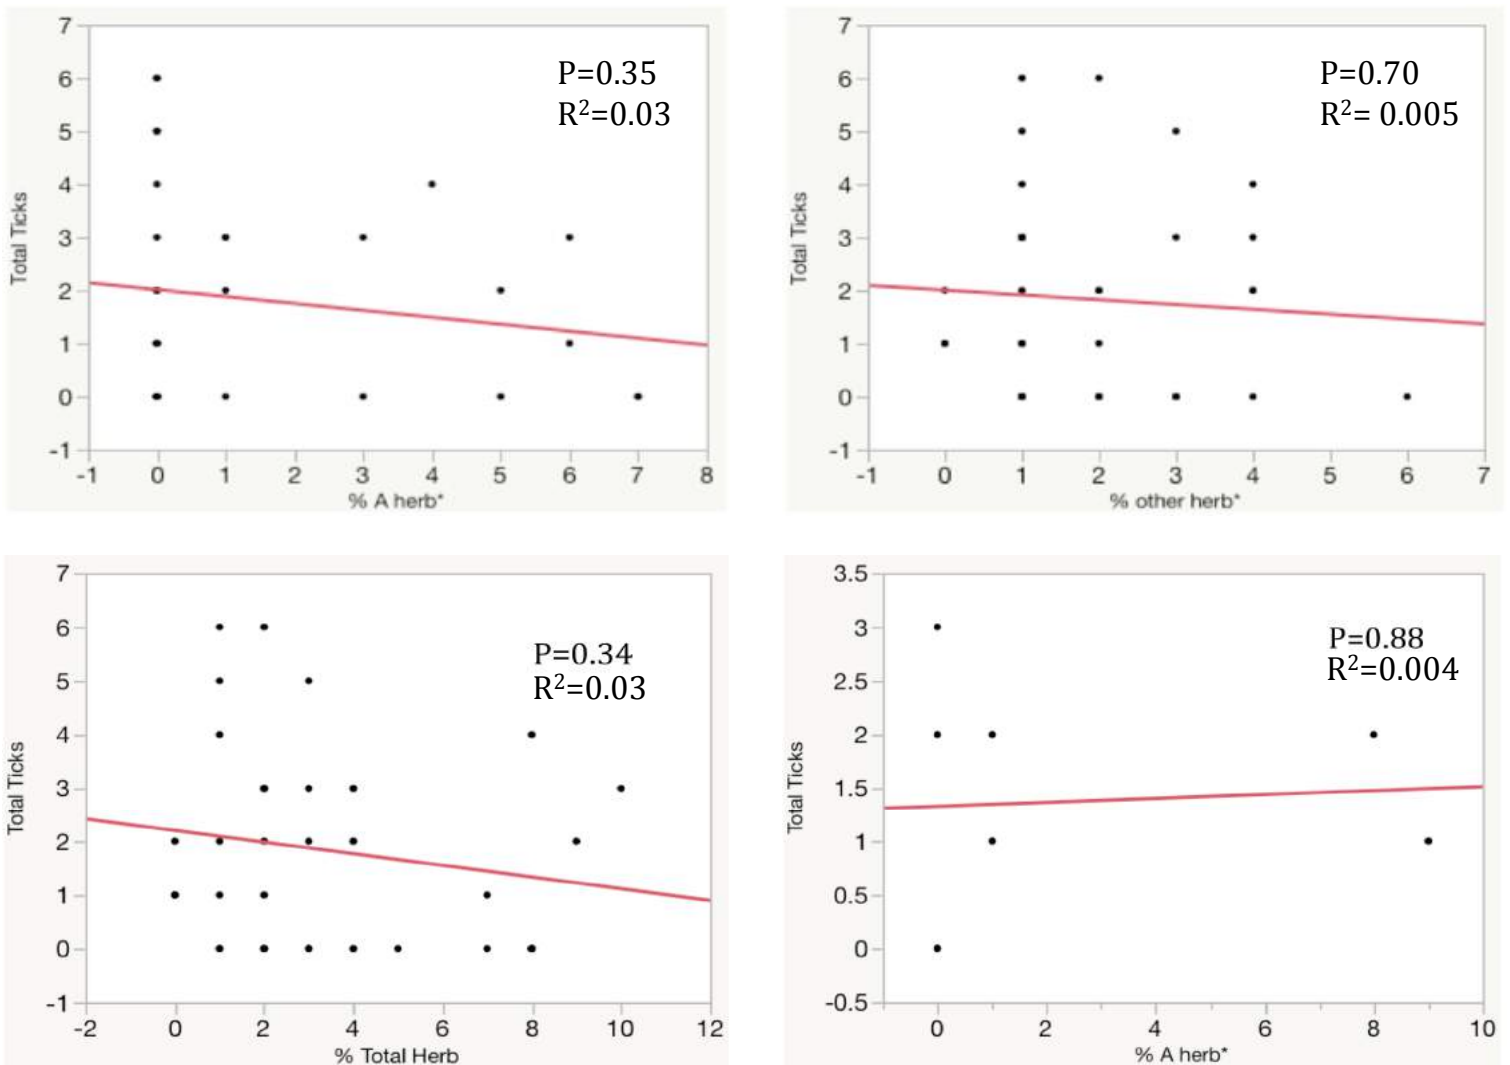 7
6
5
4
3
2
1
0
-1
Total Ticks
P=0.35
R²=0.03
-1 0 1 2 3 4 5 6 7 8
% A herb*
7
6
5
4
3
2
1
0
-1
Total Ticks
P=0.70
R²= 0.005
-1 0 1 2 3 4 5 6 7
% other herb*
7
6
5
4
3
2
1
0
-1
Total Ticks
P=0.34
R²=0.03
-2 0 2 4 6 8 10 12
% Total Herb
3.5
3
2.5
2
1.5
1
0.5
0
-0.5
Total Ticks
P=0.88
R²=0.004
0 2 4 6 8 10
% A herb*